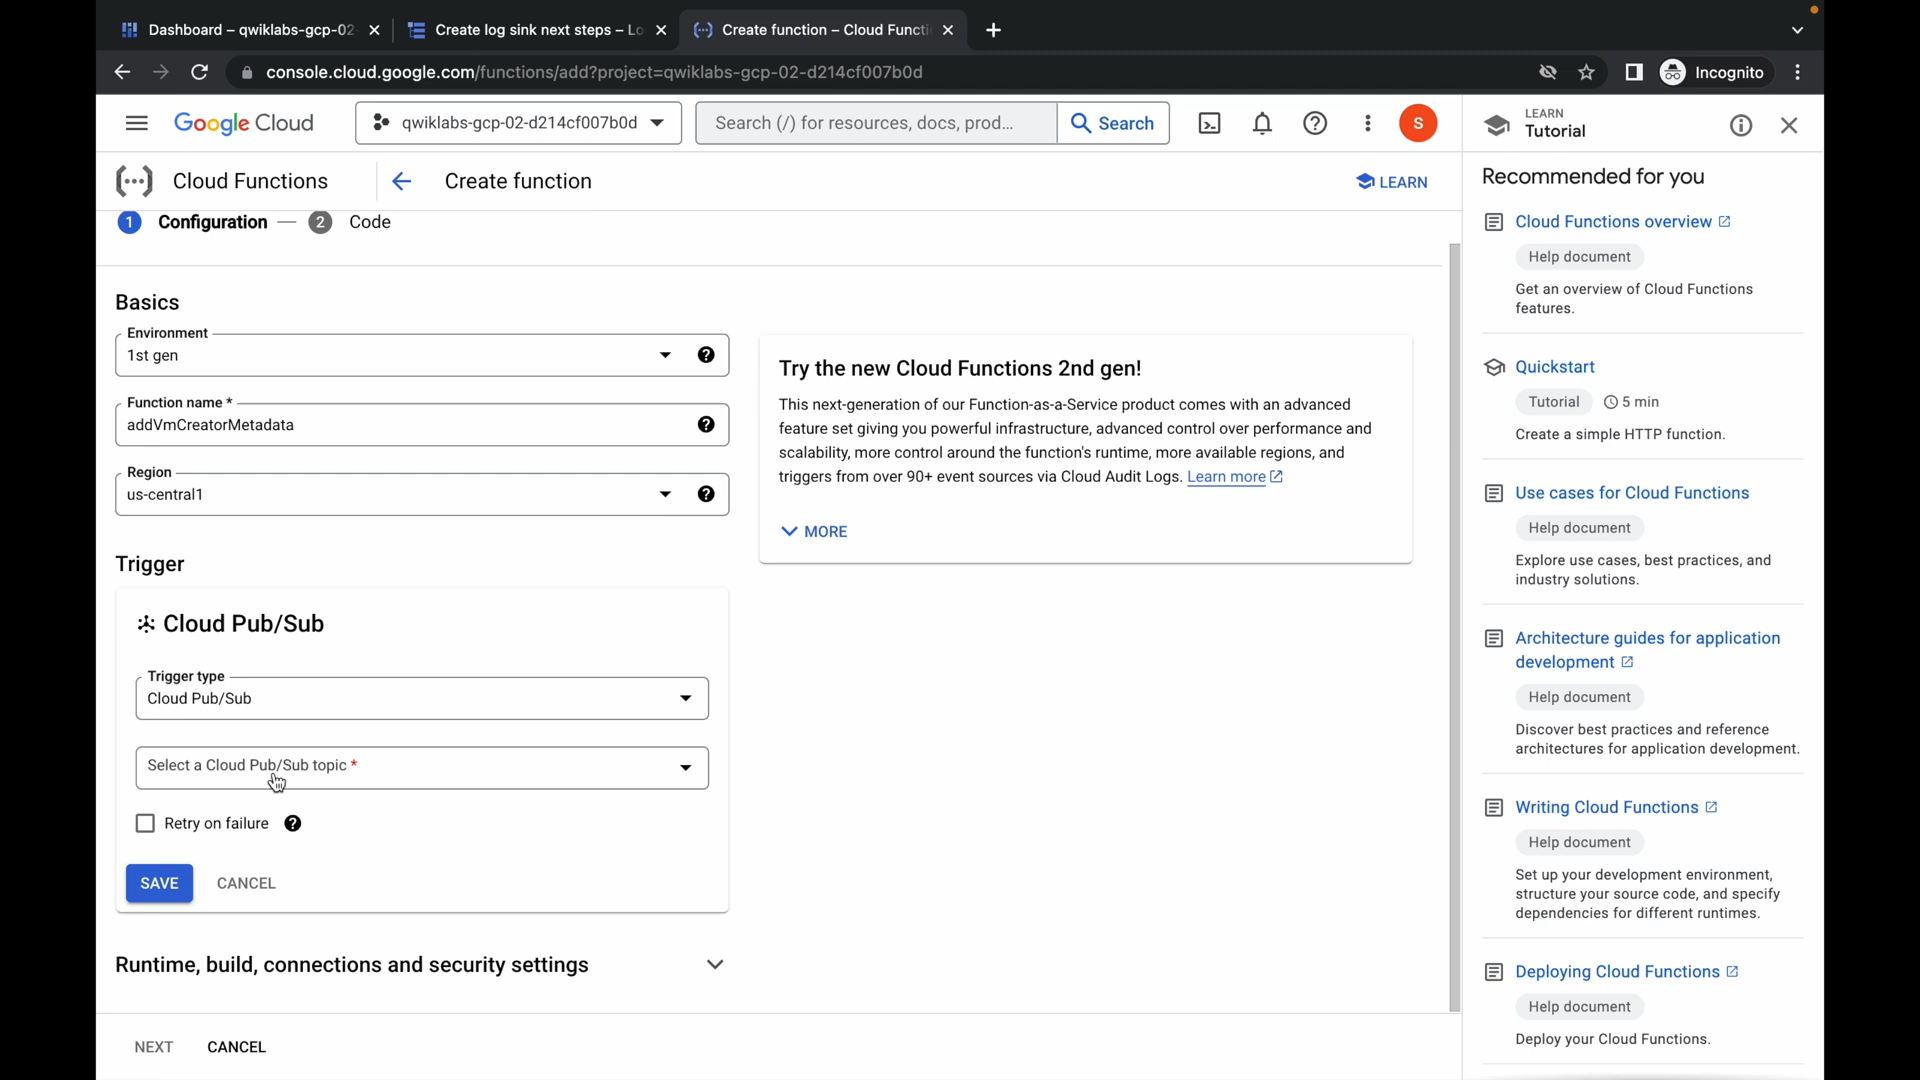 Dashboard – qwiklabs-gcp-02-
Create log sink next steps – Lo
Create function – Cloud Functi
console.cloud.google.com/functions/add?project=qwiklabs-gcp-02-d214cf007b0d
Incognito
Google Cloud
qwiklabs-gcp-02-d214cf007b0d
Search (/) for resources, docs, prod...
Search
S
LEARN
Tutorial
Cloud Functions
Create function
LEARN
1 Configuration — 2 Code
Basics
Environment
1st gen
Function name *
addVmCreatorMetadata
Region
us-central1
Trigger
Cloud Pub/Sub
Trigger type
Cloud Pub/Sub
Select a Cloud Pub/Sub topic *
Retry on failure
SAVE
CANCEL
Runtime, build, connections and security settings
NEXT
CANCEL
Try the new Cloud Functions 2nd gen!
This next-generation of our Function-as-a-Service product comes with an advanced
feature set giving you powerful infrastructure, advanced control over performance and
scalability, more control around the function's runtime, more available regions, and
triggers from over 90+ event sources via Cloud Audit Logs. Learn more
MORE
Recommended for you
Cloud Functions overview
Help document
Get an overview of Cloud Functions
features.
Quickstart
Tutorial
5 min
Create a simple HTTP function.
Use cases for Cloud Functions
Help document
Explore use cases, best practices, and
industry solutions.
Architecture guides for application
development
Help document
Discover best practices and reference
architectures for application development.
Writing Cloud Functions
Help document
Set up your development environment,
structure your source code, and specify
dependencies for different runtimes.
Deploying Cloud Functions
Help document
Deploy your Cloud Functions.